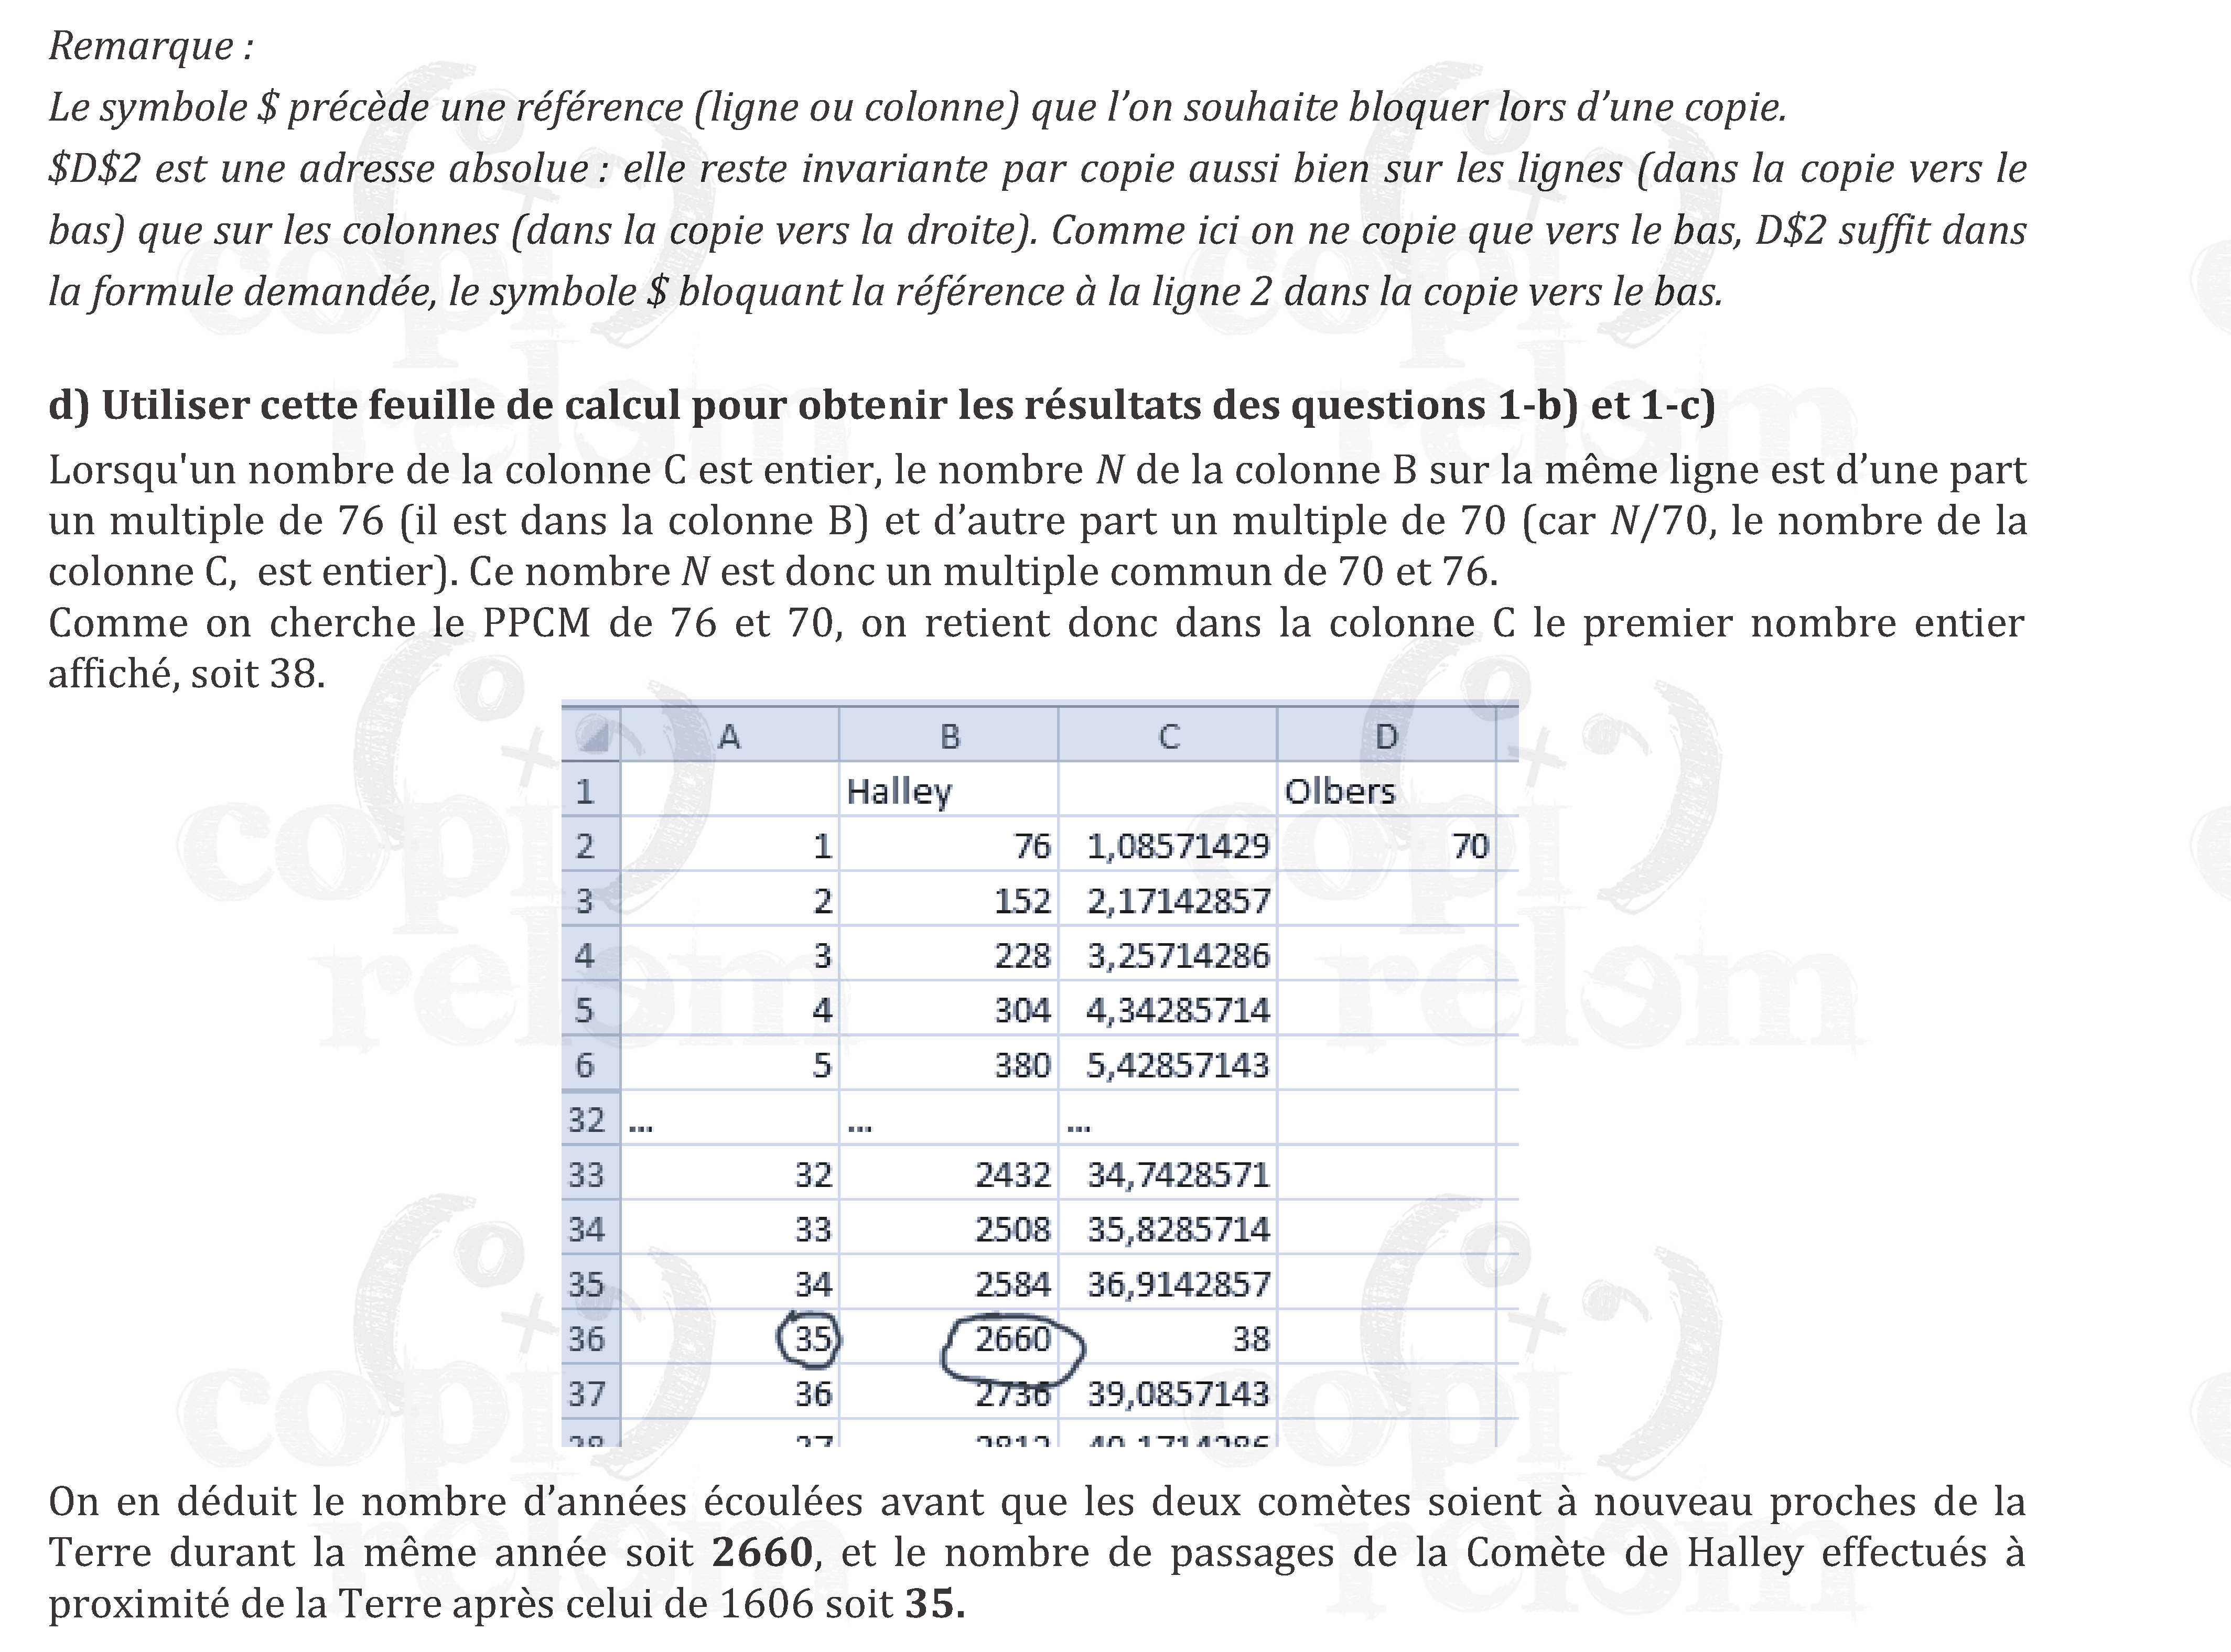 Remarque :
Le symbole $ précède une référence (ligne ou colonne) que l’on souhaite bloquer lors d’une copie.
$D$2 est une adresse absolue : elle reste invariante par copie aussi bien sur les lignes (dans la copie vers le
bas) que sur les colonnes (dans la copie vers la droite). Comme ici on ne copie que vers le bas, D$2 suffit dans
la formule demandée, le symbole $ bloquant la référence à la ligne 2 dans la copie vers le bas.
d) Utiliser cette feuille de calcul pour obtenir les résultats des questions 1-b) et 1-c)
Lorsqu'un nombre de la colonne C est entier, le nombre N de la colonne B sur la même ligne est d’une part
un multiple de 76 (il est dans la colonne B) et d’autre part un multiple de 70 (car N/70, le nombre de la
colonne C, est entier). Ce nombre N est donc un multiple commun de 70 et 76.
Comme on cherche le PPCM de 76 et 70, on retient donc dans la colonne C le premier nombre entier
affiché, soit 38.
A B C D
1 Halley Olbers
2 1 76 1,08571429 70
3 2 152 2,17142857
4 3 228 3,25714286
5 4 304 4,34285714
6 5 380 5,42857143
32 ... ... ...
33 32 2432 34,7428571
34 33 2508 35,8285714
35 34 2584 36,9142857
36 35 2660 38
37 36 2736 39,0857143
38 37 2812 40,1714286
On en déduit le nombre d’années écoulées avant que les deux comètes soient à nouveau proches de la
Terre durant la même année soit 2660, et le nombre de passages de la Comète de Halley effectués à
proximité de la Terre après celui de 1606 soit 35.
copi
relem